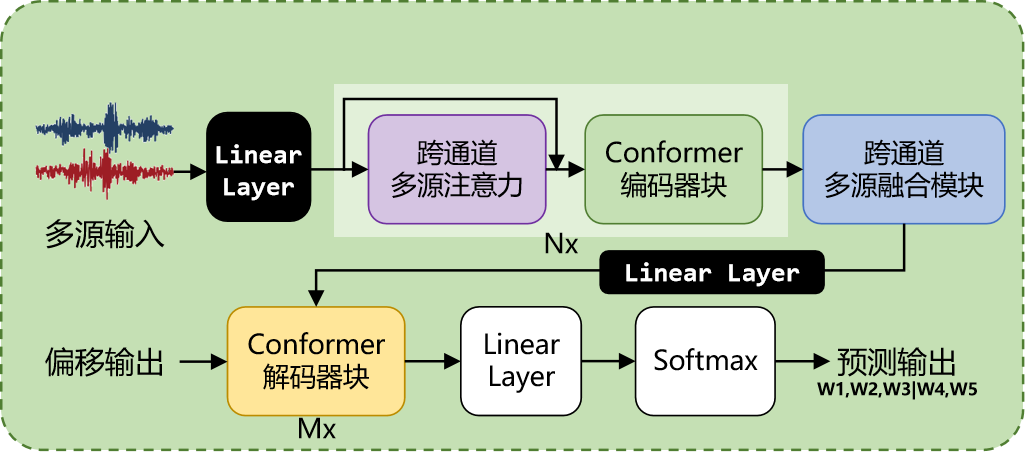 多源输入
Linear
Layer
跨通道
多源注意力
Conformer
编码器块
Nx
跨通道
多源融合模块
Linear Layer
偏移输出
Conformer
解码器块
Mx
Linear
Layer
Softmax
预测输出
W1,W2,W3|W4,W5